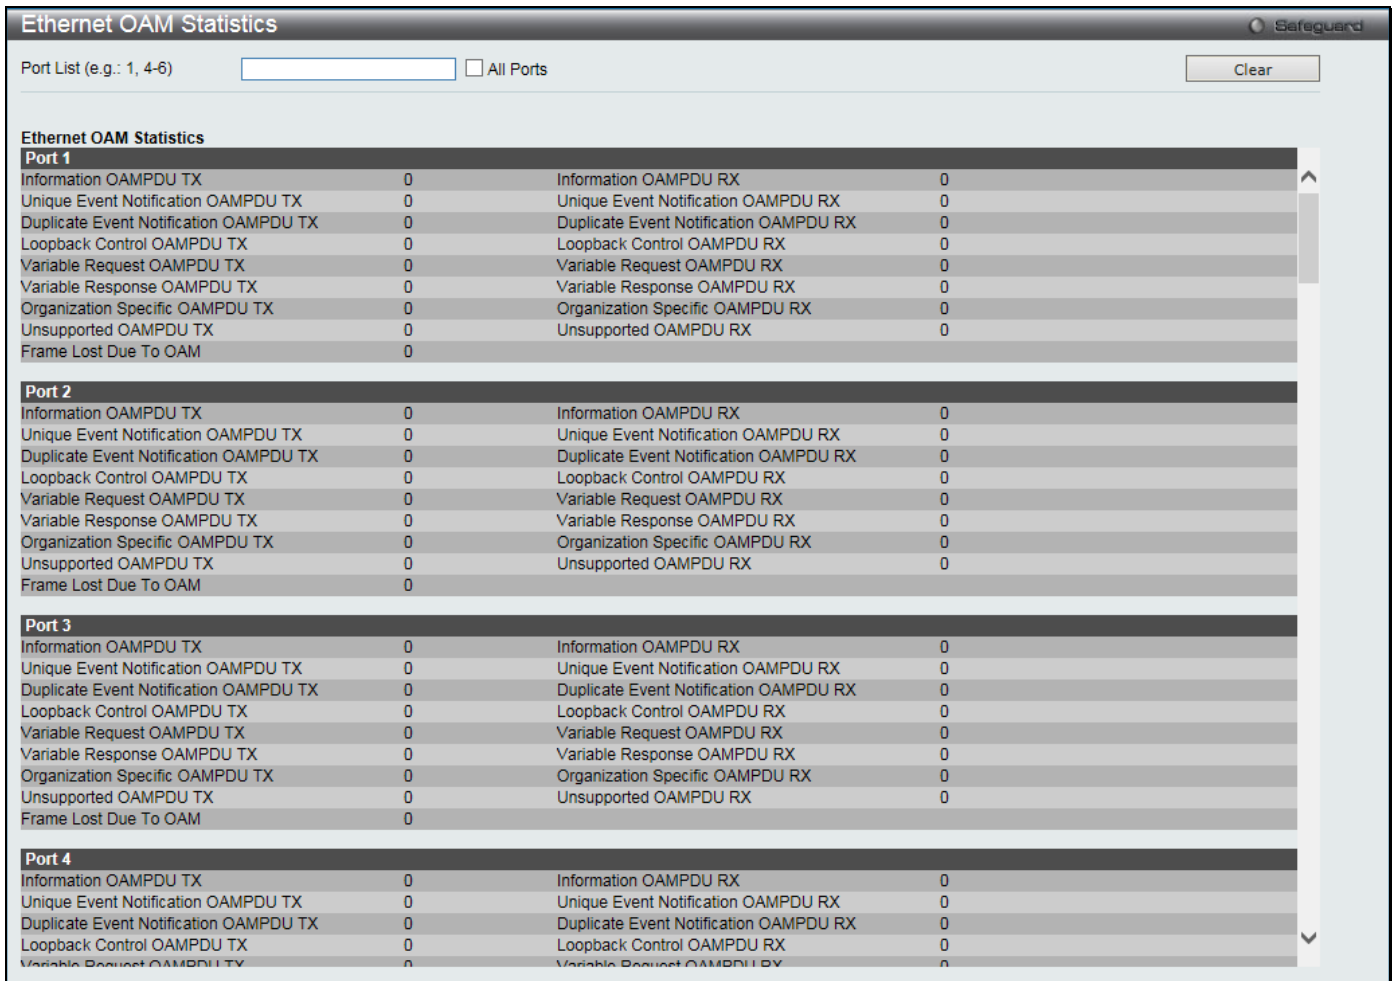 Ethernet OAM Statistics
Safeguard
Port List (e.g.: 1, 4-6)
All Ports
Clear
Ethernet OAM Statistics
Port 1
Information OAMPDU TX 0 Information OAMPDU RX 0
Unique Event Notification OAMPDU TX 0 Unique Event Notification OAMPDU RX 0
Duplicate Event Notification OAMPDU TX 0 Duplicate Event Notification OAMPDU RX 0
Loopback Control OAMPDU TX 0 Loopback Control OAMPDU RX 0
Variable Request OAMPDU TX 0 Variable Request OAMPDU RX 0
Variable Response OAMPDU TX 0 Variable Response OAMPDU RX 0
Organization Specific OAMPDU TX 0 Organization Specific OAMPDU RX 0
Unsupported OAMPDU TX 0 Unsupported OAMPDU RX 0
Frame Lost Due To OAM 0
Port 2
Information OAMPDU TX 0 Information OAMPDU RX 0
Unique Event Notification OAMPDU TX 0 Unique Event Notification OAMPDU RX 0
Duplicate Event Notification OAMPDU TX 0 Duplicate Event Notification OAMPDU RX 0
Loopback Control OAMPDU TX 0 Loopback Control OAMPDU RX 0
Variable Request OAMPDU TX 0 Variable Request OAMPDU RX 0
Variable Response OAMPDU TX 0 Variable Response OAMPDU RX 0
Organization Specific OAMPDU TX 0 Organization Specific OAMPDU RX 0
Unsupported OAMPDU TX 0 Unsupported OAMPDU RX 0
Frame Lost Due To OAM 0
Port 3
Information OAMPDU TX 0 Information OAMPDU RX 0
Unique Event Notification OAMPDU TX 0 Unique Event Notification OAMPDU RX 0
Duplicate Event Notification OAMPDU TX 0 Duplicate Event Notification OAMPDU RX 0
Loopback Control OAMPDU TX 0 Loopback Control OAMPDU RX 0
Variable Request OAMPDU TX 0 Variable Request OAMPDU RX 0
Variable Response OAMPDU TX 0 Variable Response OAMPDU RX 0
Organization Specific OAMPDU TX 0 Organization Specific OAMPDU RX 0
Unsupported OAMPDU TX 0 Unsupported OAMPDU RX 0
Frame Lost Due To OAM 0
Port 4
Information OAMPDU TX 0 Information OAMPDU RX 0
Unique Event Notification OAMPDU TX 0 Unique Event Notification OAMPDU RX 0
Duplicate Event Notification OAMPDU TX 0 Duplicate Event Notification OAMPDU RX 0
Loopback Control OAMPDU TX 0 Loopback Control OAMPDU RX 0
Variable Request OAMPDU TX 0 Variable Request OAMPDU RX 0